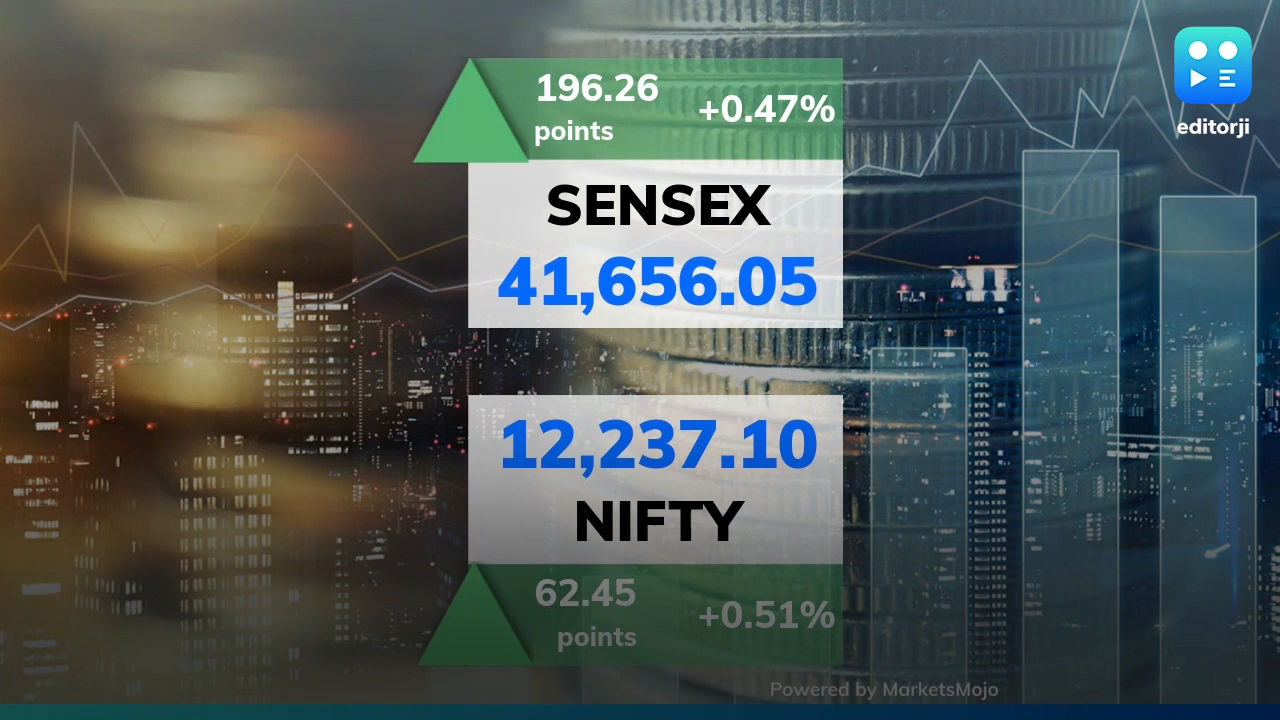 196.26
points
+0.47%
SENSEX
41,656.05
12,237.10
NIFTY
62.45
points
+0.51%
editorji
Powered by MarketsMojo